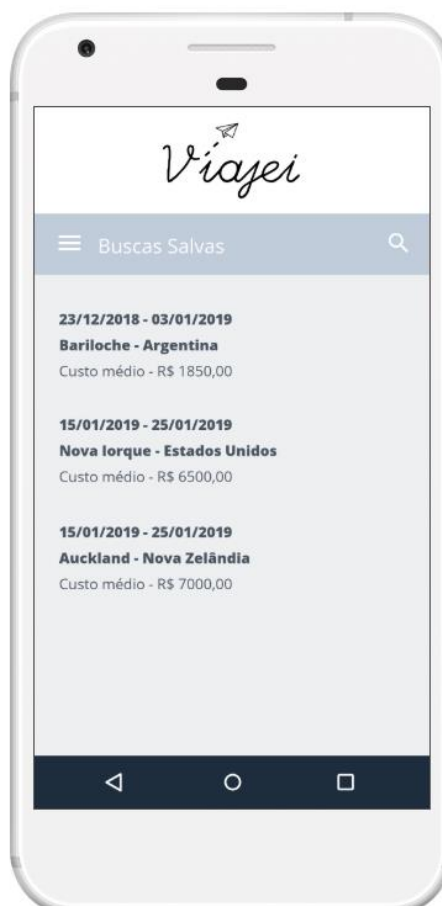 Viajei
Buscas Salvas
23/12/2018 - 03/01/2019
Bariloche - Argentina
Custo médio - R$ 1850,00
15/01/2019 - 25/01/2019
Nova Iorque - Estados Unidos
Custo médio - R$ 6500,00
15/01/2019 - 25/01/2019
Auckland - Nova Zelândia
Custo médio - R$ 7000,00